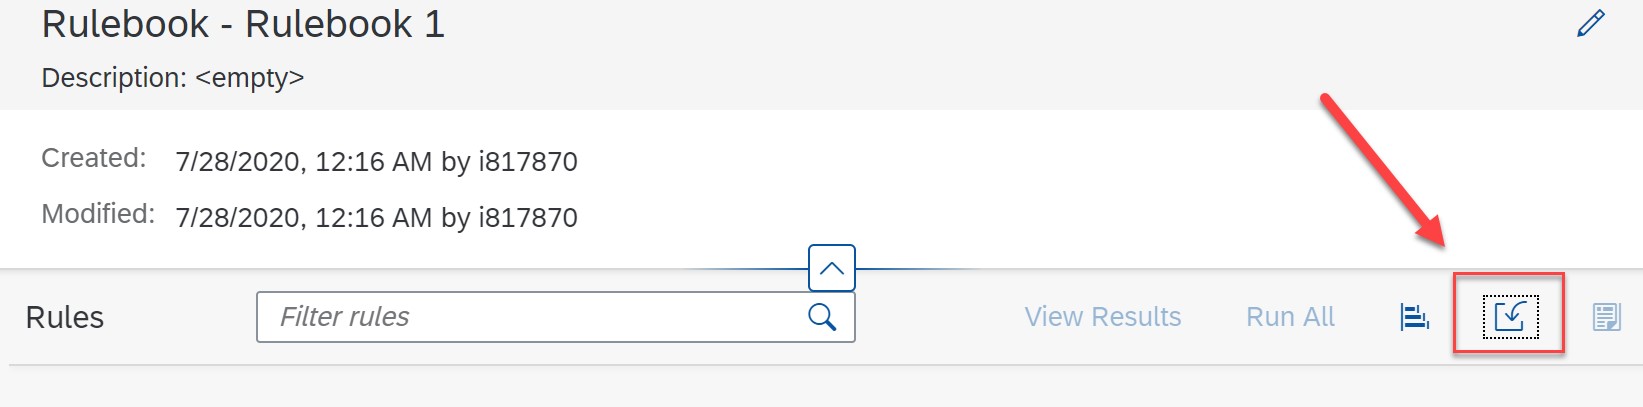 Rulebook - Rulebook 1
Description: <empty>
Created: 7/28/2020, 12:16 AM by i817870
Modified: 7/28/2020, 12:16 AM by i817870
Rules Filter rules View Results Run All